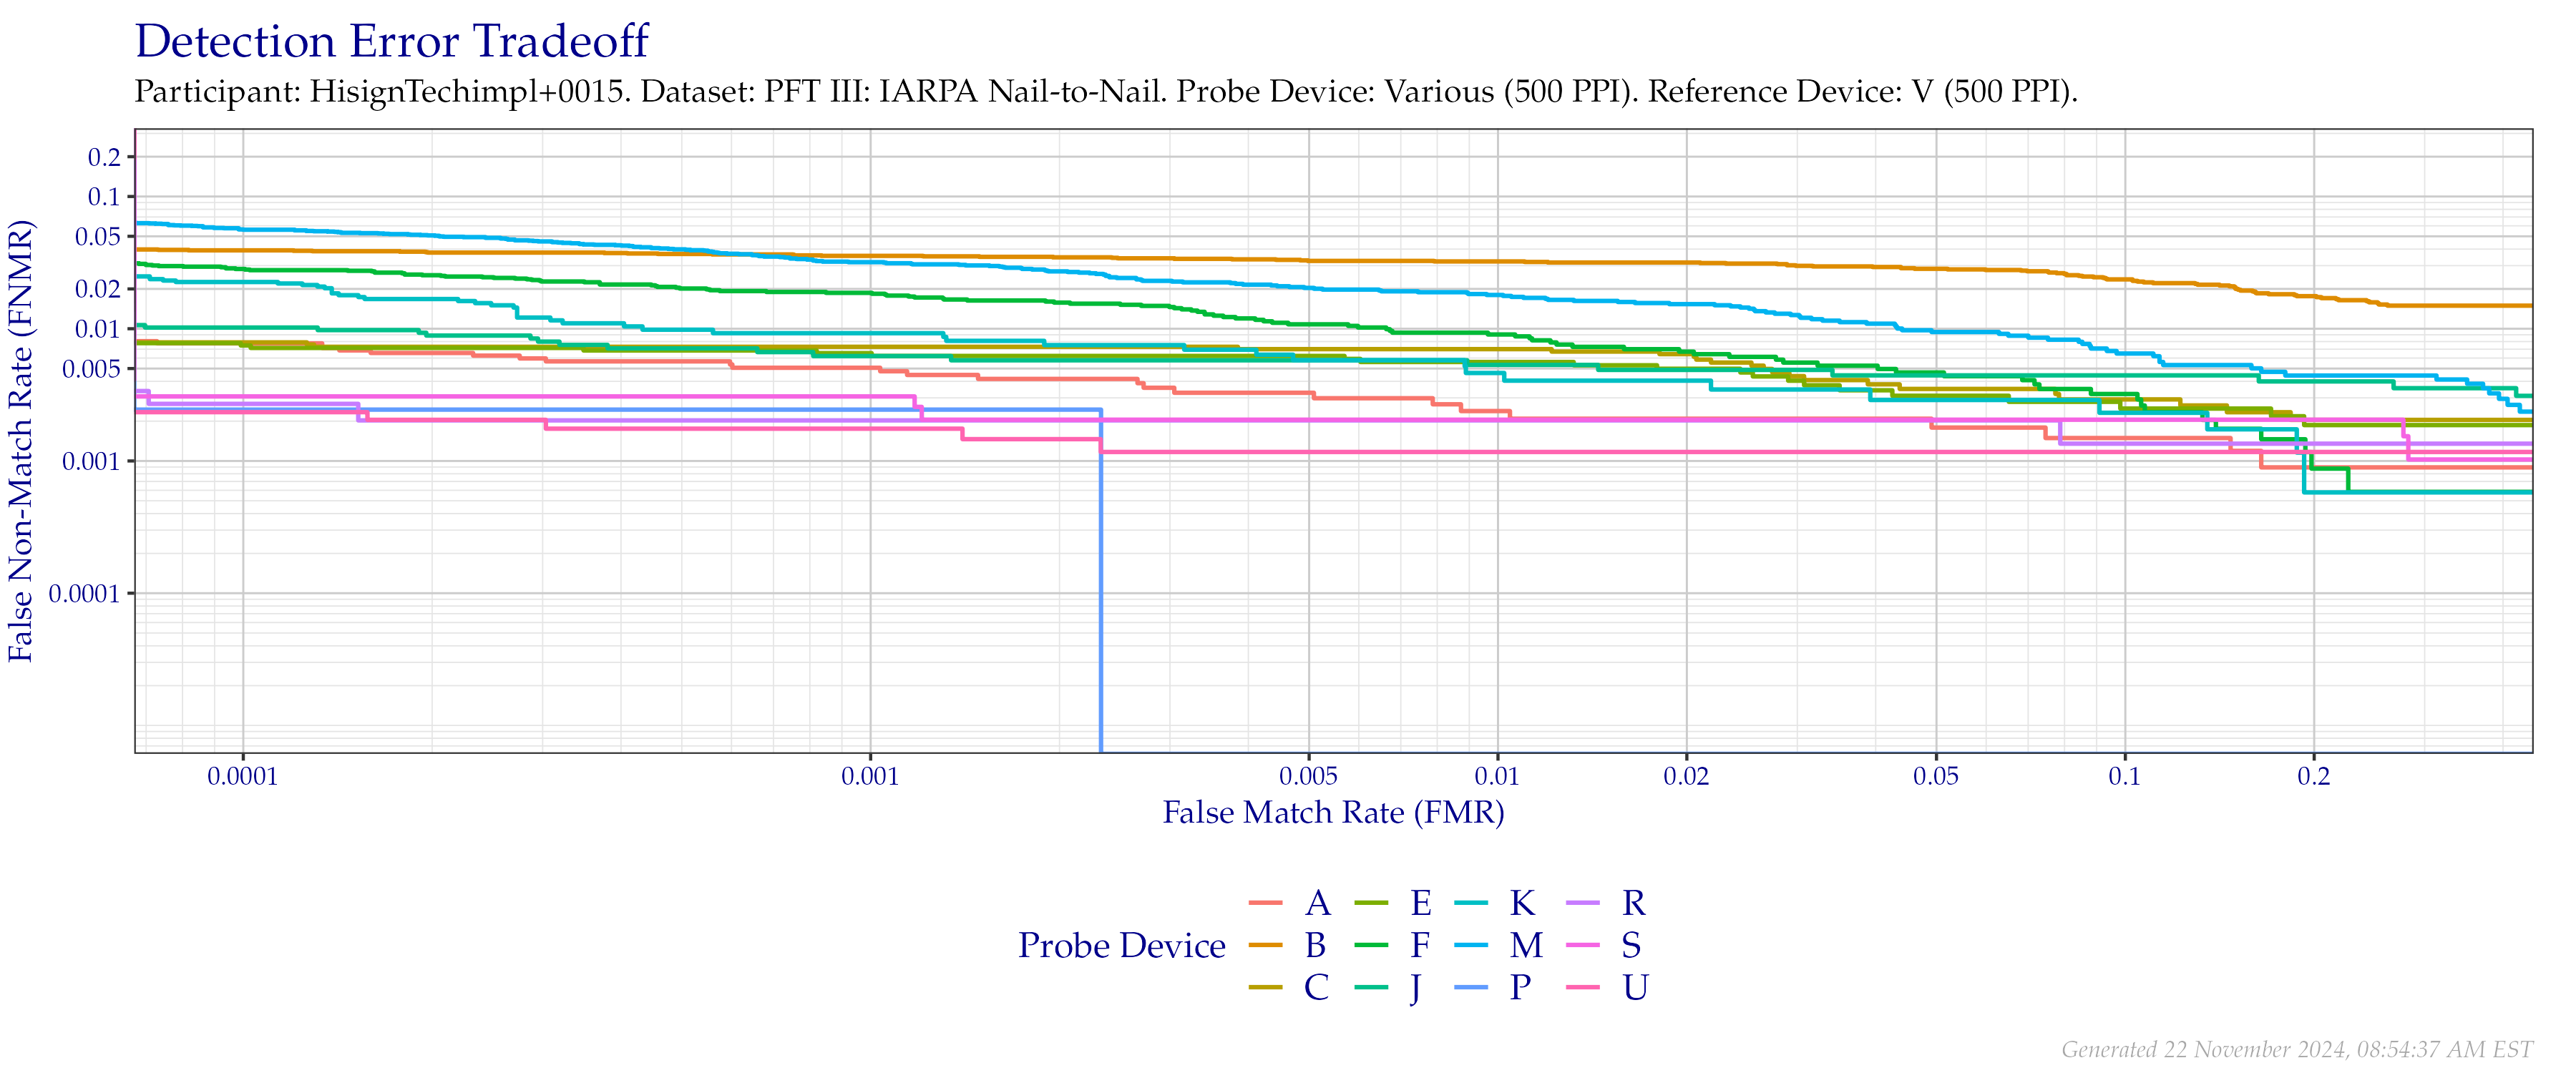 Detection Error Tradeoff
Participant: HisignTechimpl+0015. Dataset: PFT III: IARPA Nail-to-Nail. Probe Device: Various (500 PPI). Reference Device: V (500 PPI).
False Non-Match Rate (FNMR)
0.2
0.1
0.05
0.02
0.01
0.005
0.001
0.0001
0.0001 0.001 0.005 0.01 0.02 0.05 0.1 0.2
False Match Rate (FMR)
A E K R
Probe Device B F M S
C J P U
Generated 22 November 2024, 08:54:37 AM EST